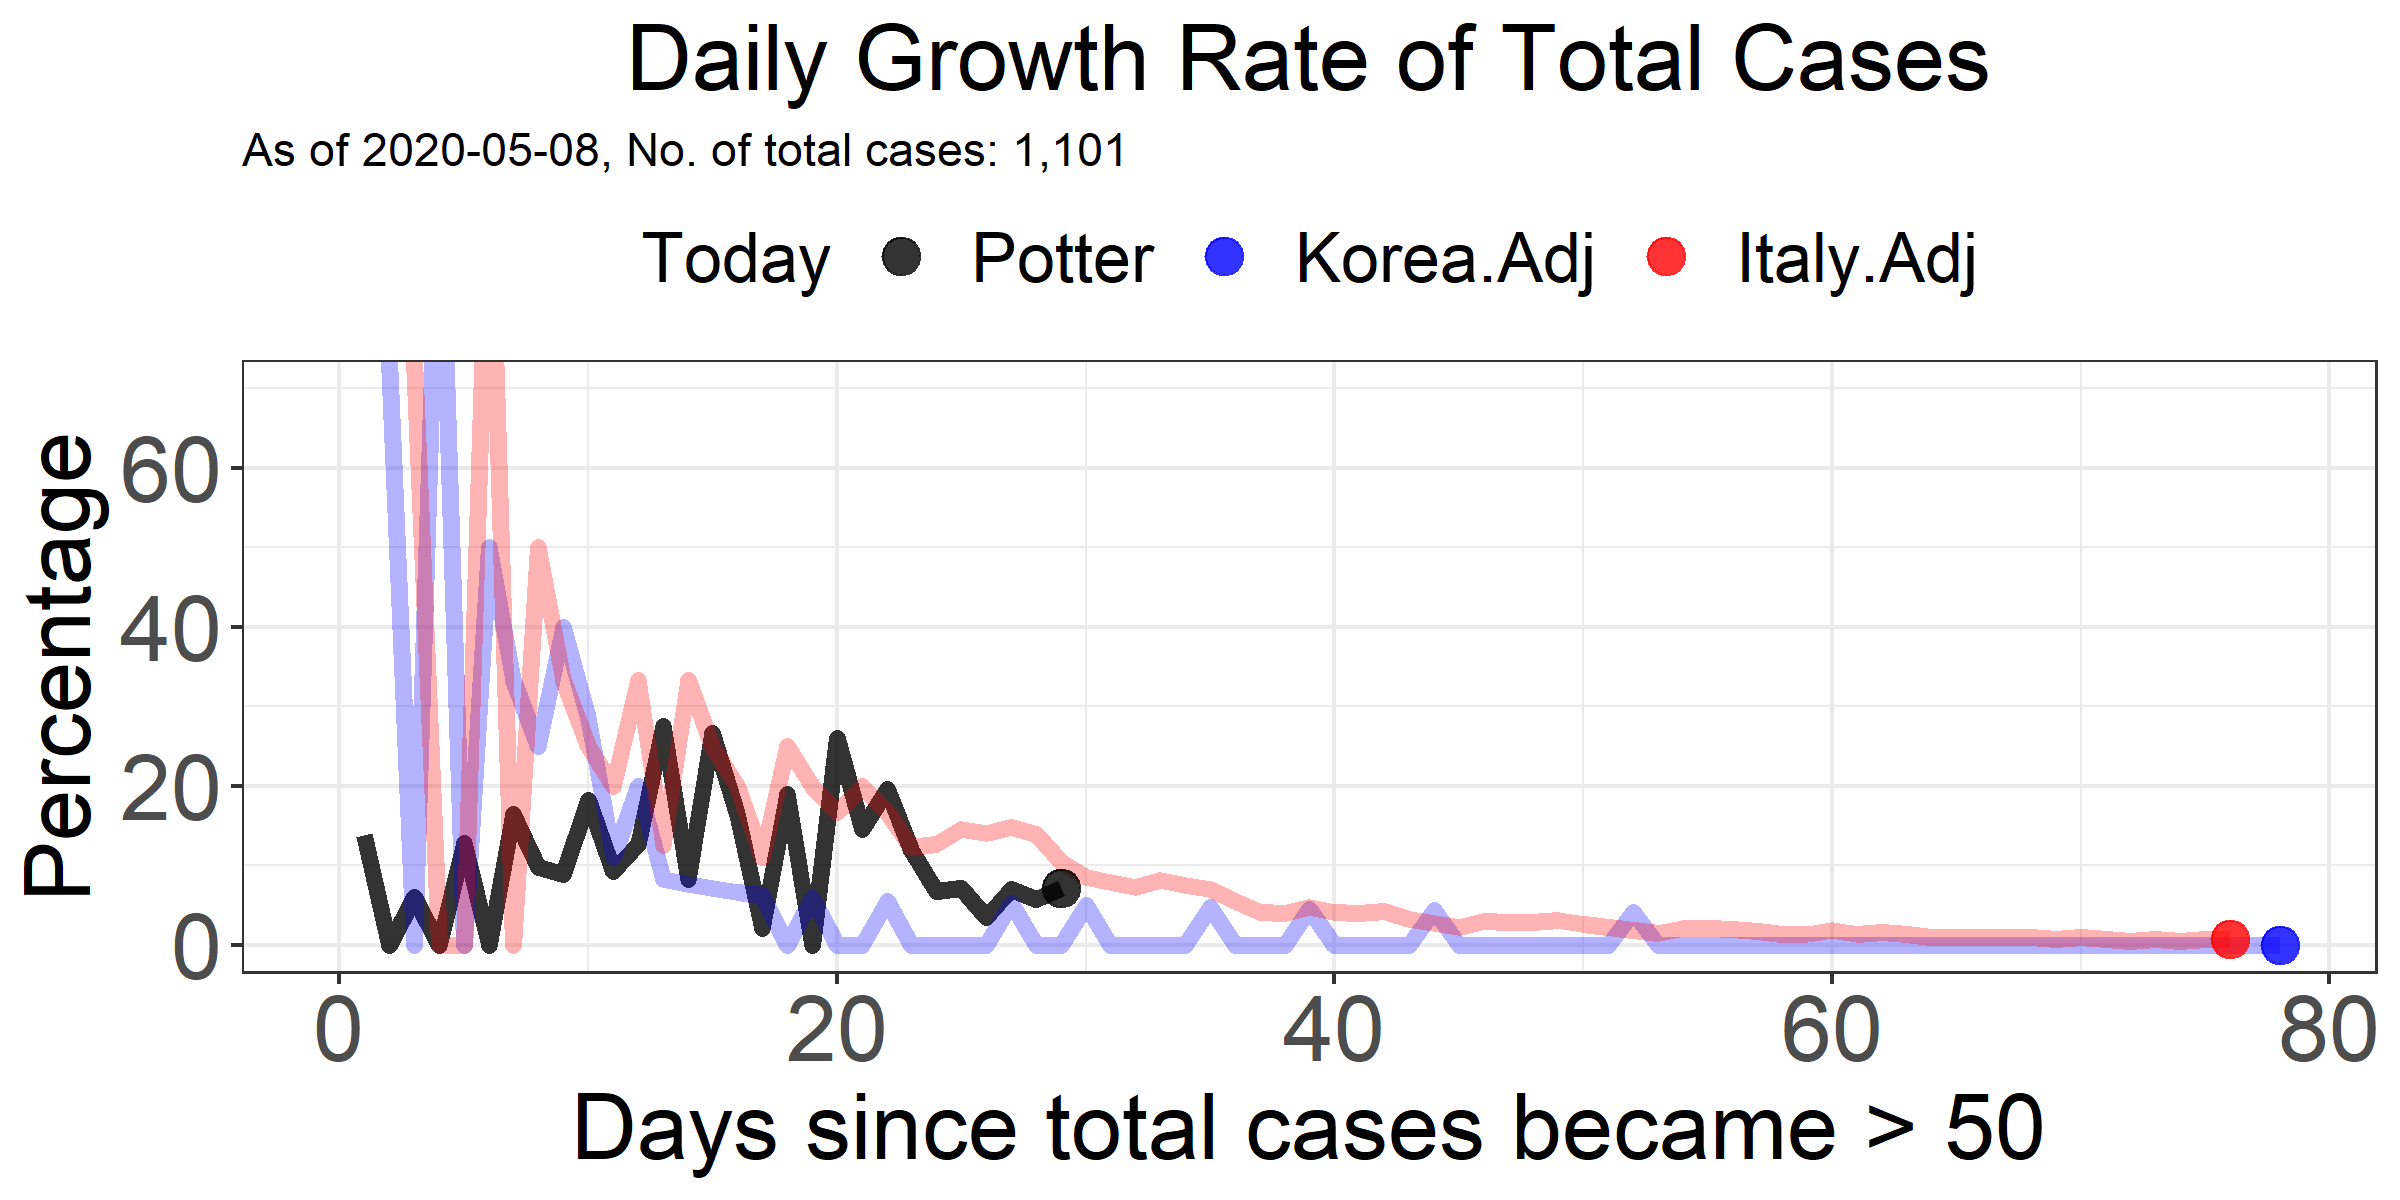 Daily Growth Rate of Total Cases
As of 2020-05-08, No. of total cases: 1,101
Today Potter Korea.Adj Italy.Adj
Percentage
60
40
20
0
0 20 40 60 80
Days since total cases became > 50